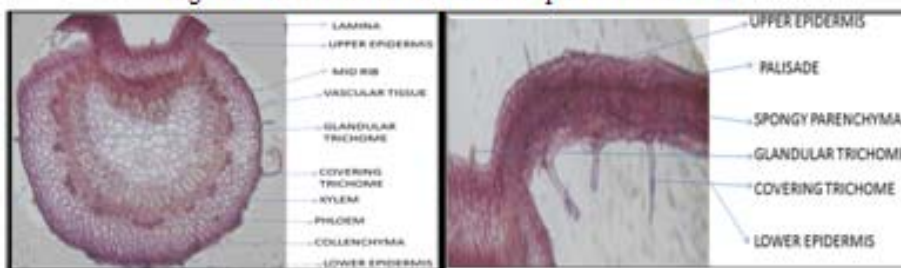 LAMINA
UPPER EPIDERMIS
MID RIB
VASCULAR TISSUE
GLANDULAR
TRICHOME
COVERING
TRICHOME
XYLEM
PHLOEM
COLLENCHYMA
LOWER EPIDERMIS
UPPER EPIDERMIS
PALISADE
SPONGY PARENCHYMA
GLANDULAR TRICHOME
COVERING TRICHOME
LOWER EPIDERMIS